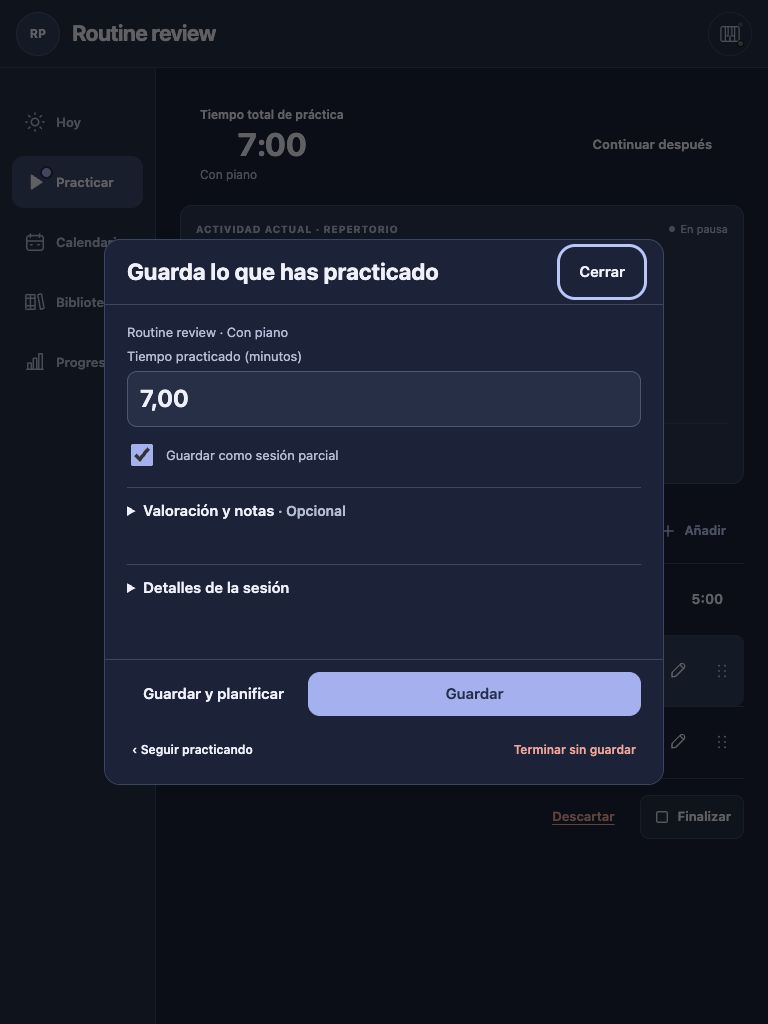 RP
Routine review
Hoy
Practicar
Calendari
Bibliote
Progres
Tiempo total de práctica
7:00
Con piano
Continuar después
ACTIVIDAD ACTUAL · REPERTORIO
En pausa
Guarda lo que has practicado
Cerrar
Routine review · Con piano
Tiempo practicado (minutos)
7,00
Guardar como sesión parcial
Valoración y notas · Opcional
Detalles de la sesión
Guardar y planificar
Guardar
‹ Seguir practicando
Terminar sin guardar
+ Añadir
5:00
Descartar
Finalizar